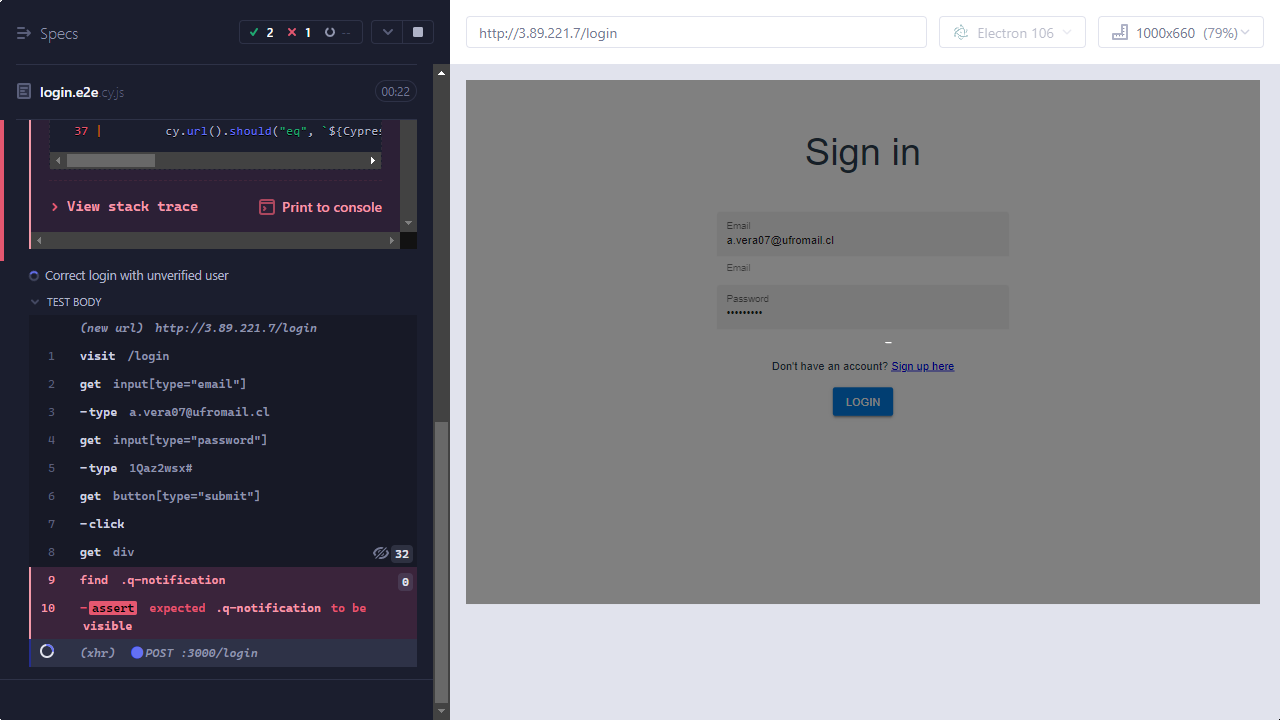 Specs
2 1 --
login.e2e.cy.js 00:22
37 | cy.url().should("eq", `${Cypres
View stack trace Print to console
Correct login with unverified user
TEST BODY
(new url) http://3.89.221.7/login
1 visit /login
2 get input[type="email"]
3 -type a.vera07@ufromail.cl
4 get input[type="password"]
5 -type 1Qaz2wsx#
6 get button[type="submit"]
7 -click
8 get div 32
9 find .q-notification 0
10 -assert expected .q-notification to be
visible
(xhr) POST :3000/login
http://3.89.221.7/login
Electron 106
1000x660 (79%)
Sign in
Email
a.vera07@ufromail.cl
Email
Password
•••••••••
Don't have an account? Sign up here
LOGIN